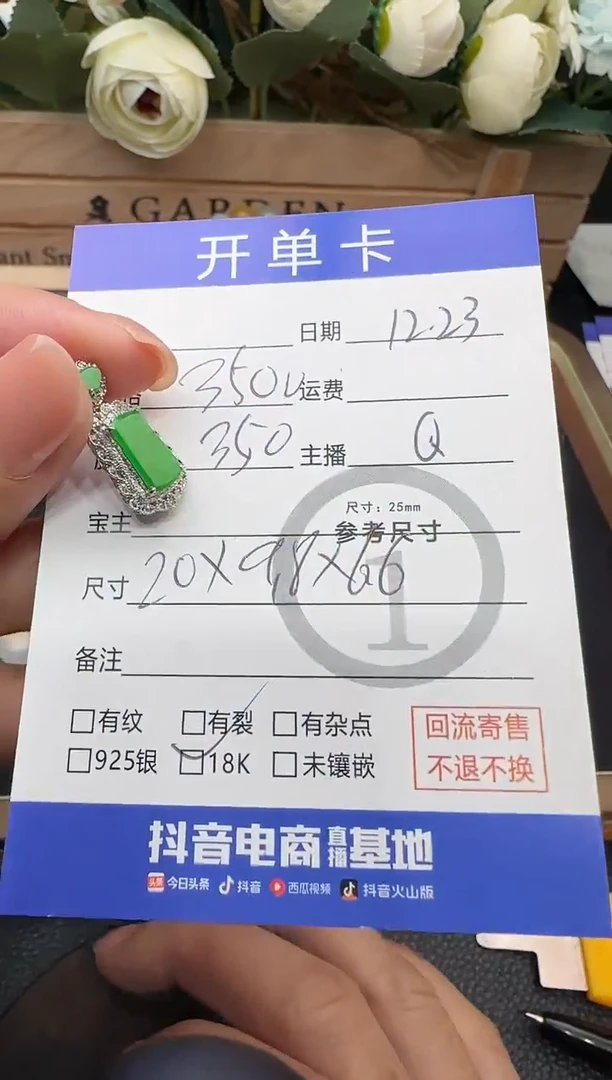 GARDEN
开单卡
日期 12.23
3500 运费
350 主播 Q
尺寸：25mm
宝主 参考尺寸
尺寸 20X9.8X6.6
1
备注
□有纹 □有裂 □有杂点
□925银 □18K □未镶嵌
回流寄售
不退不换
抖音电商直播基地
头条 今日头条 抖音 西瓜视频 抖音火山版